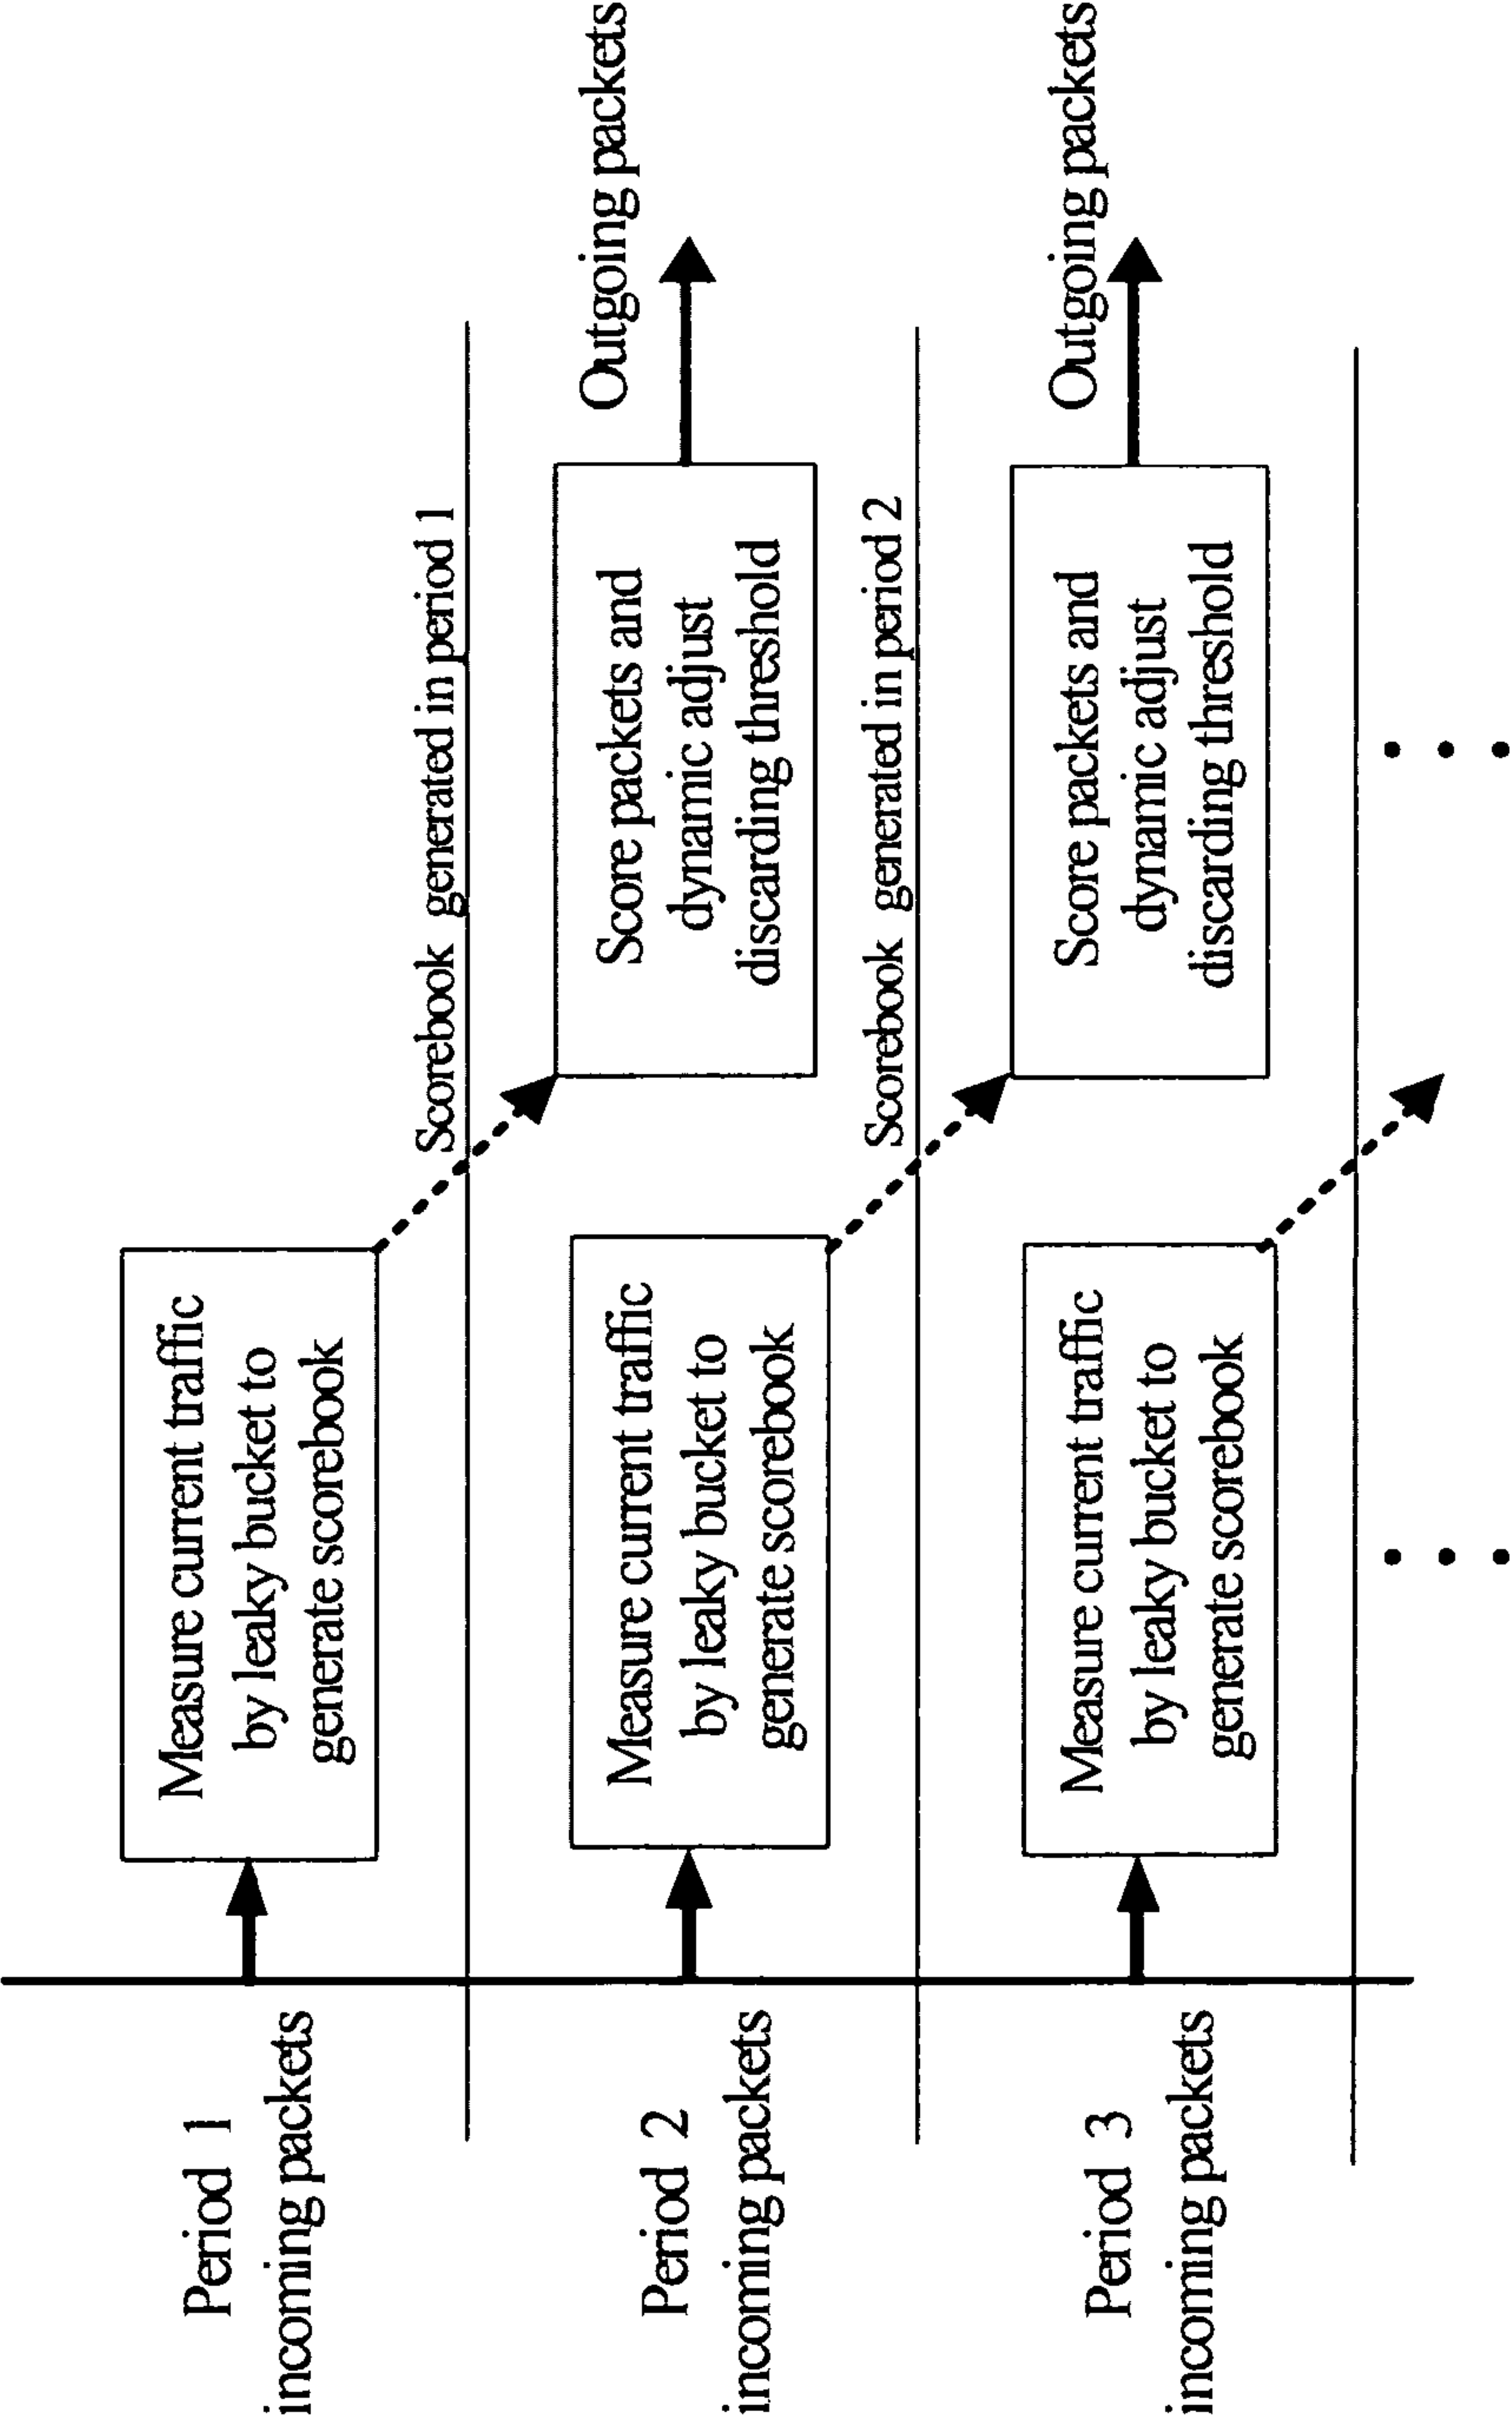 Period 1
incoming packets
Measure current traffic
by leaky bucket to
generate scorebook
Scorebook generated in period 1
Period 2
incoming packets
Measure current traffic
by leaky bucket to
generate scorebook
Score packets and
dynamic adjust
discarding threshold
Outgoing packets
Scorebook generated in period 2
Period 3
incoming packets
Measure current traffic
by leaky bucket to
generate scorebook
Score packets and
dynamic adjust
discarding threshold
Outgoing packets